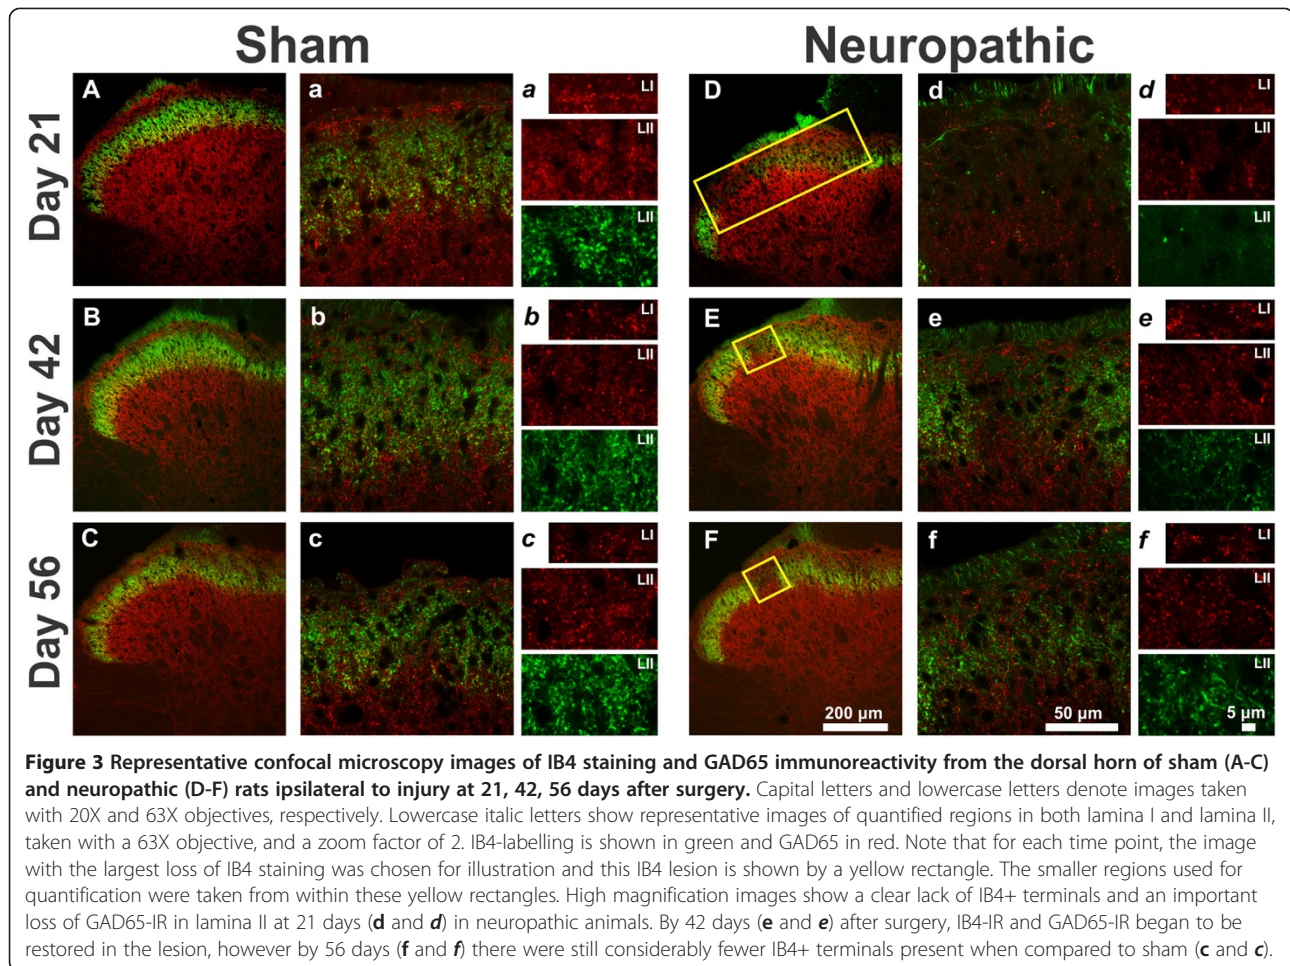 Sham Neuropathic
Day 21
A a a LI LII LII D d d LI LII LII
Day 42
B b b LI LII LII E e e LI LII LII
Day 56
C c c LI LII LII F f f LI LII LII
200 µm 50 µm 5 µm
Figure 3 Representative confocal microscopy images of IB4 staining and GAD65 immunoreactivity from the dorsal horn of sham (A-C)
and neuropathic (D-F) rats ipsilateral to injury at 21, 42, 56 days after surgery. Capital letters and lowercase letters denote images taken
with 20X and 63X objectives, respectively. Lowercase italic letters show representative images of quantified regions in both lamina I and lamina II,
taken with a 63X objective, and a zoom factor of 2. IB4-labelling is shown in green and GAD65 in red. Note that for each time point, the image
with the largest loss of IB4 staining was chosen for illustration and this IB4 lesion is shown by a yellow rectangle. The smaller regions used for
quantification were taken from within these yellow rectangles. High magnification images show a clear lack of IB4+ terminals and an important
loss of GAD65-IR in lamina II at 21 days (d and d) in neuropathic animals. By 42 days (e and e) after surgery, IB4-IR and GAD65-IR began to be
restored in the lesion, however by 56 days (f and f) there were still considerably fewer IB4+ terminals present when compared to sham (c and c).